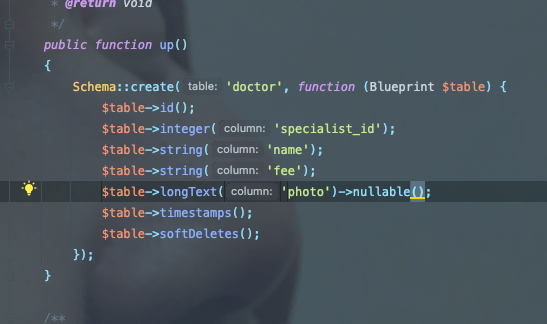 * @return void
*/
public function up()
{
Schema::create( table: 'doctor', function (Blueprint $table) {
$table->id();
$table->integer( column: 'specialist_id');
$table->string( column: 'name');
$table->string( column: 'fee');
$table->longText( column: 'photo')->nullable();
$table->timestamps();
$table->softDeletes();
});
}
/**